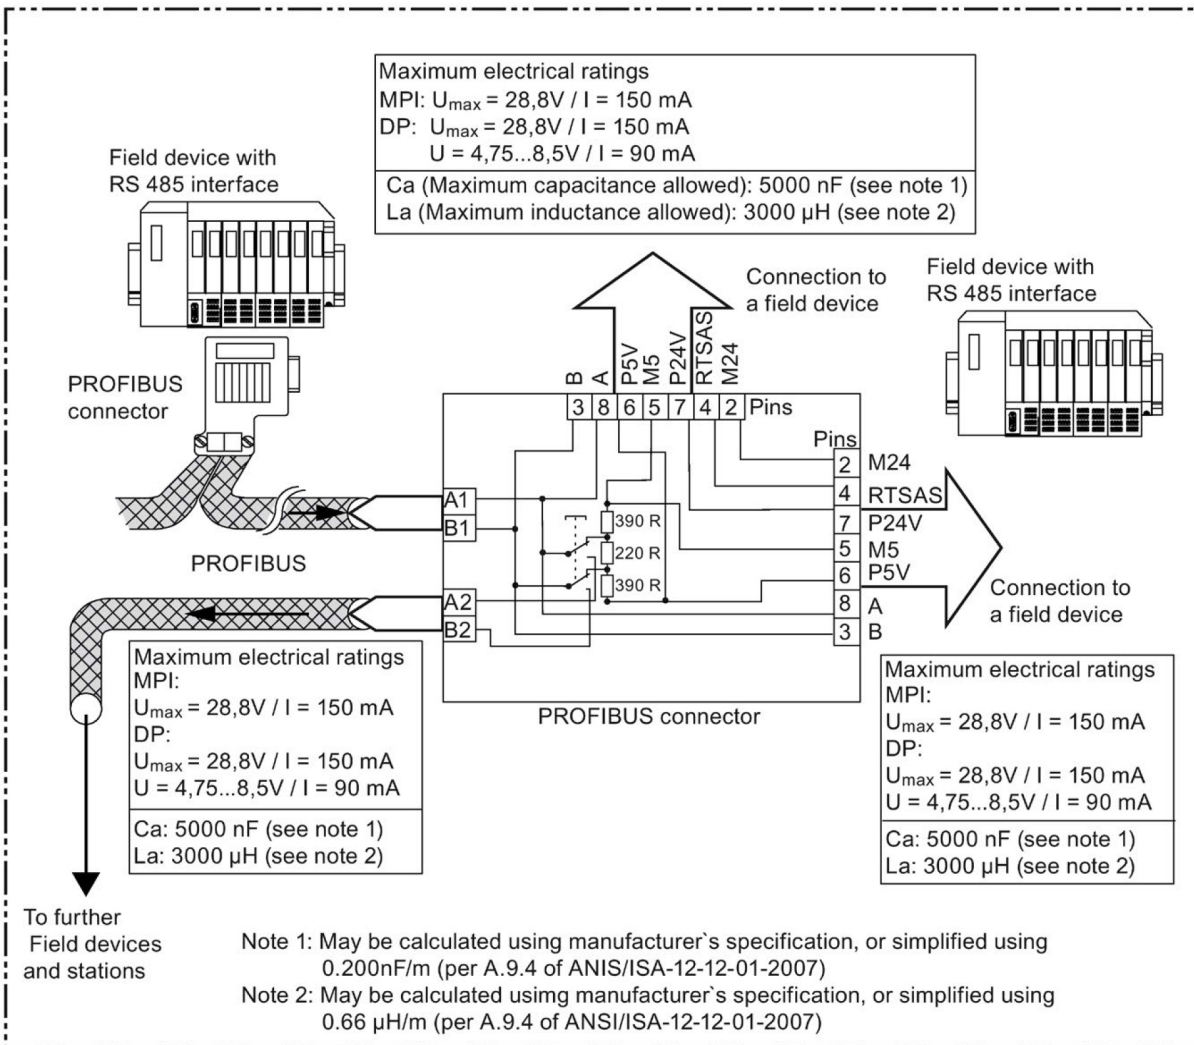 Maximum electrical ratings
MPI: Umax = 28,8V / I = 150 mA
DP: Umax = 28,8V / I = 150 mA
U = 4,75...8,5V / I = 90 mA
Ca (Maximum capacitance allowed): 5000 nF (see note 1)
La (Maximum inductance allowed): 3000 µH (see note 2)
Field device with
RS 485 interface
Connection to
a field device
Field device with
RS 485 interface
PROFIBUS
connector
B
A
P5V
M5
P24V
RTSAS
M24
3 8 6 5 7 4 2 Pins
Pins
2 M24
4 RTSAS
7 P24V
5 M5
6 P5V
8 A
3 B
A1
B1
390 R
220 R
390 R
PROFIBUS
A2
B2
Connection to
a field device
PROFIBUS connector
Maximum electrical ratings
MPI:
Umax = 28,8V / I = 150 mA
DP:
Umax = 28,8V / I = 150 mA
U = 4,75...8,5V / I = 90 mA
Ca: 5000 nF (see note 1)
La: 3000 µH (see note 2)
Maximum electrical ratings
MPI:
Umax = 28,8V / I = 150 mA
DP:
Umax = 28,8V / I = 150 mA
U = 4,75...8,5V / I = 90 mA
Ca: 5000 nF (see note 1)
La: 3000 µH (see note 2)
To further
Field devices
and stations
Note 1: May be calculated using manufacturer`s specification, or simplified using
0.200nF/m (per A.9.4 of ANIS/ISA-12-12-01-2007)
Note 2: May be calculated usimg manufacturer`s specification, or simplified using
0.66 µH/m (per A.9.4 of ANSI/ISA-12-12-01-2007)